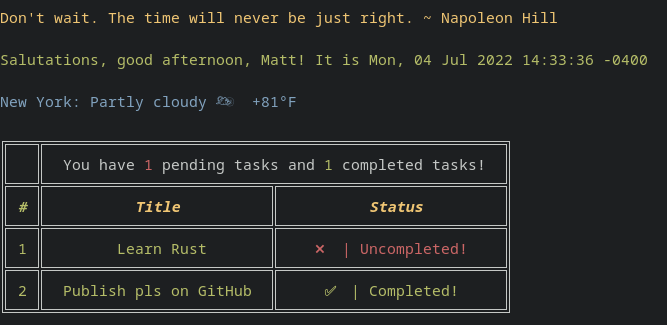 Don't wait. The time will never be just right. ~ Napoleon Hill
Salutations, good afternoon, Matt! It is Mon, 04 Jul 2022 14:33:36 -0400
New York: Partly cloudy ⛅ +81°F
You have 1 pending tasks and 1 completed tasks!
# Title Status
1 Learn Rust ❌ | Uncompleted!
2 Publish pls on GitHub ✅ | Completed!